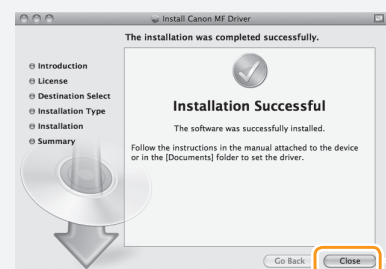 Install Canon MF Driver
The installation was completed successfully.
Introduction
License
Destination Select
Installation Type
Installation
Summary
Installation Successful
The software was successfully installed.
Follow the instructions in the manual attached to the device
or in the [Documents] folder to set the driver.
Go Back
Close